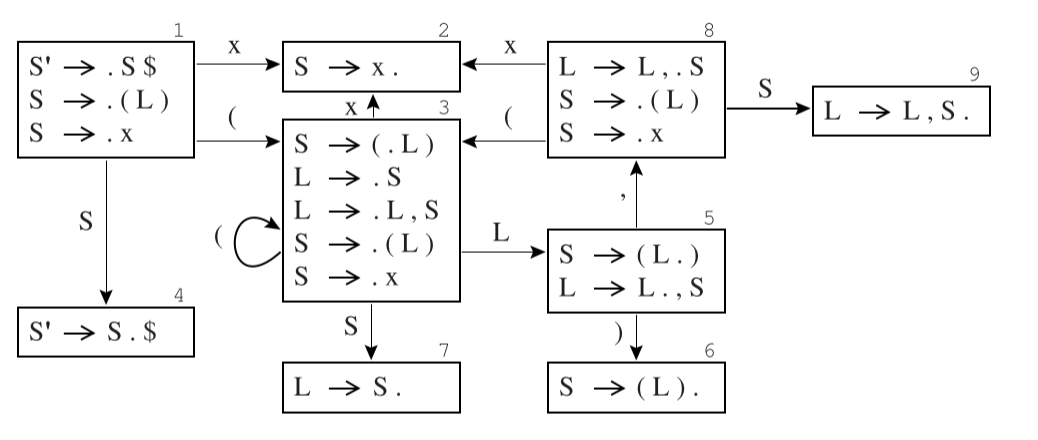 1
S' → . S $
S → . ( L )
S → . x
x
(
S
4
S' → S . $
2
S → x .
x
3
S → ( . L )
L → . S
L → . L , S
S → . ( L )
S → . x
(
S
7
L → S .
L
x
(
8
L → L , . S
S → . ( L )
S → . x
,
5
S → ( L . )
L → L . , S
)
6
S → ( L ) .
S
9
L → L , S .